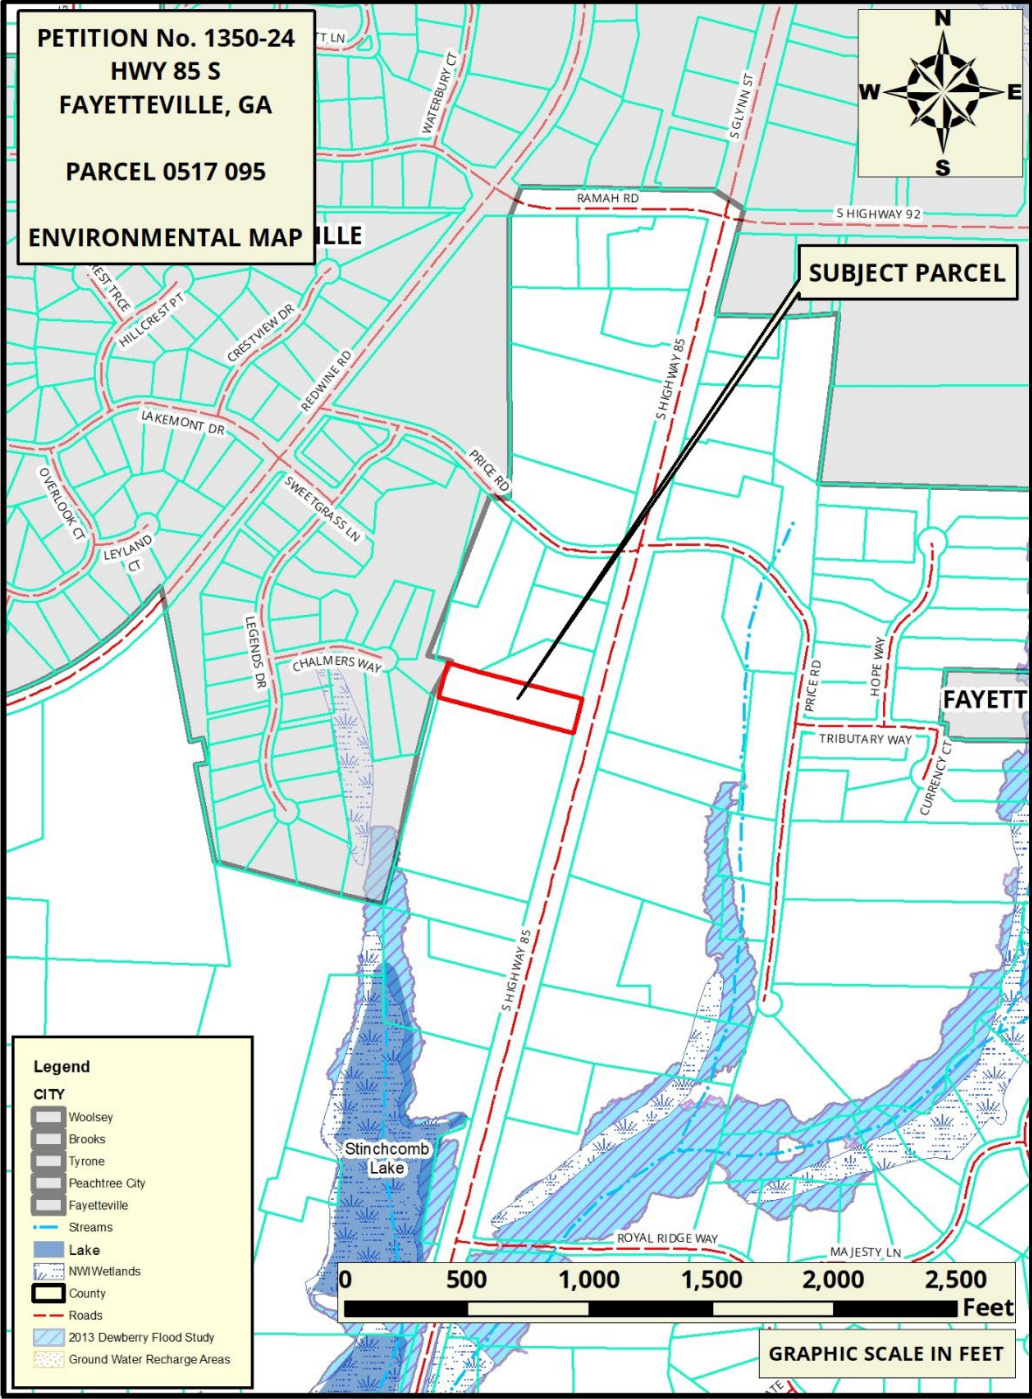 PETITION No. 1350-24
HWY 85 S
FAYETTEVILLE, GA
PARCEL 0517 095
ENVIRONMENTAL MAP
ILLE
TT LN
WATERBURY CT
S GLYNN ST
N
W
E
S
RAMAH RD
S HIGHWAY 92
SUBJECT PARCEL
REST TRCE
HILLCREST PT
CRESTVIEW DR
REDWINE RD
S HIGHWAY 85
LAKEMONT DR
PRICE RD
OVERLOOK CT
SWEETGRASS LN
LEYLAND
CT
LEGENDS DR
CHALMERS WAY
PRICE RD
HOPE WAY
FAYETT
TRIBUTARY WAY
CURRENCY CT
S HIGHWAY 85
Stinchcomb
Lake
ROYAL RIDGE WAY
MAJESTY LN
Legend
CITY
Woolsey
Brooks
Tyrone
Peachtree City
Fayetteville
Streams
Lake
NWIWetlands
County
Roads
2013 Dewberry Flood Study
Ground Water Recharge Areas
0 500 1,000 1,500 2,000 2,500
Feet
GRAPHIC SCALE IN FEET